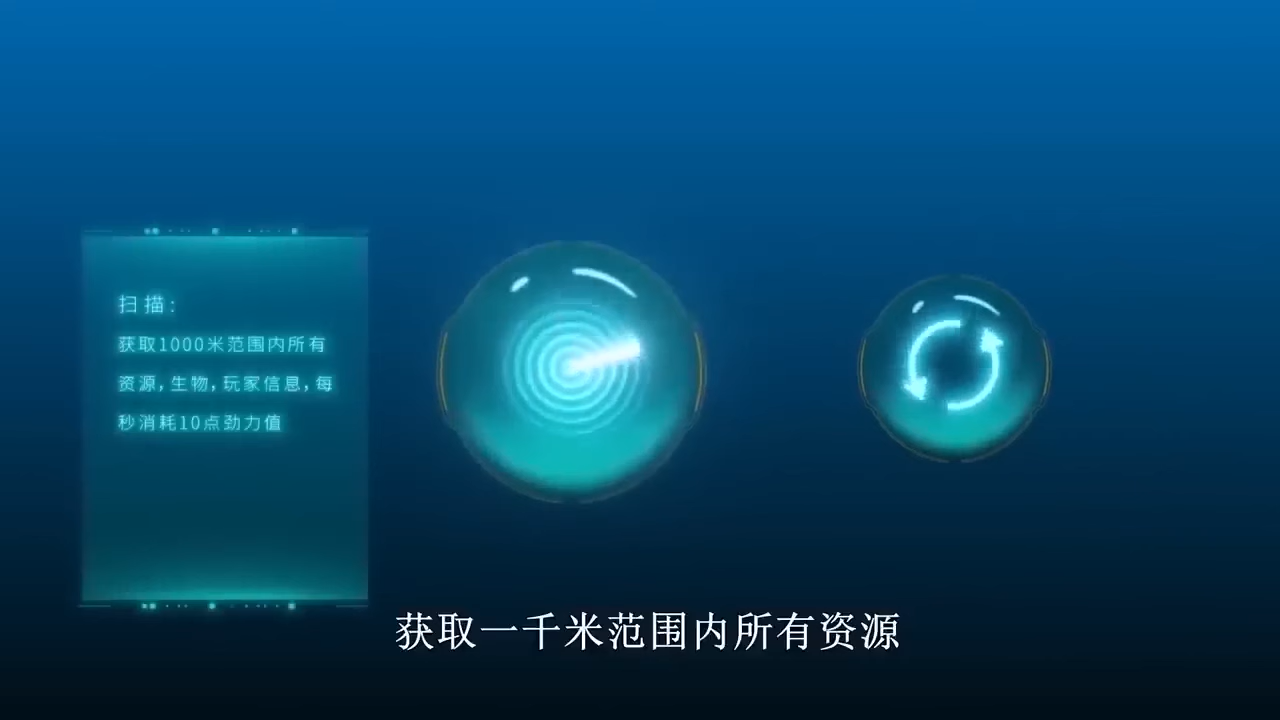 扫描:
获取1000米范围内所有
资源,生物,玩家信息,每
秒消耗10点劲力值
获取一千米范围内所有资源